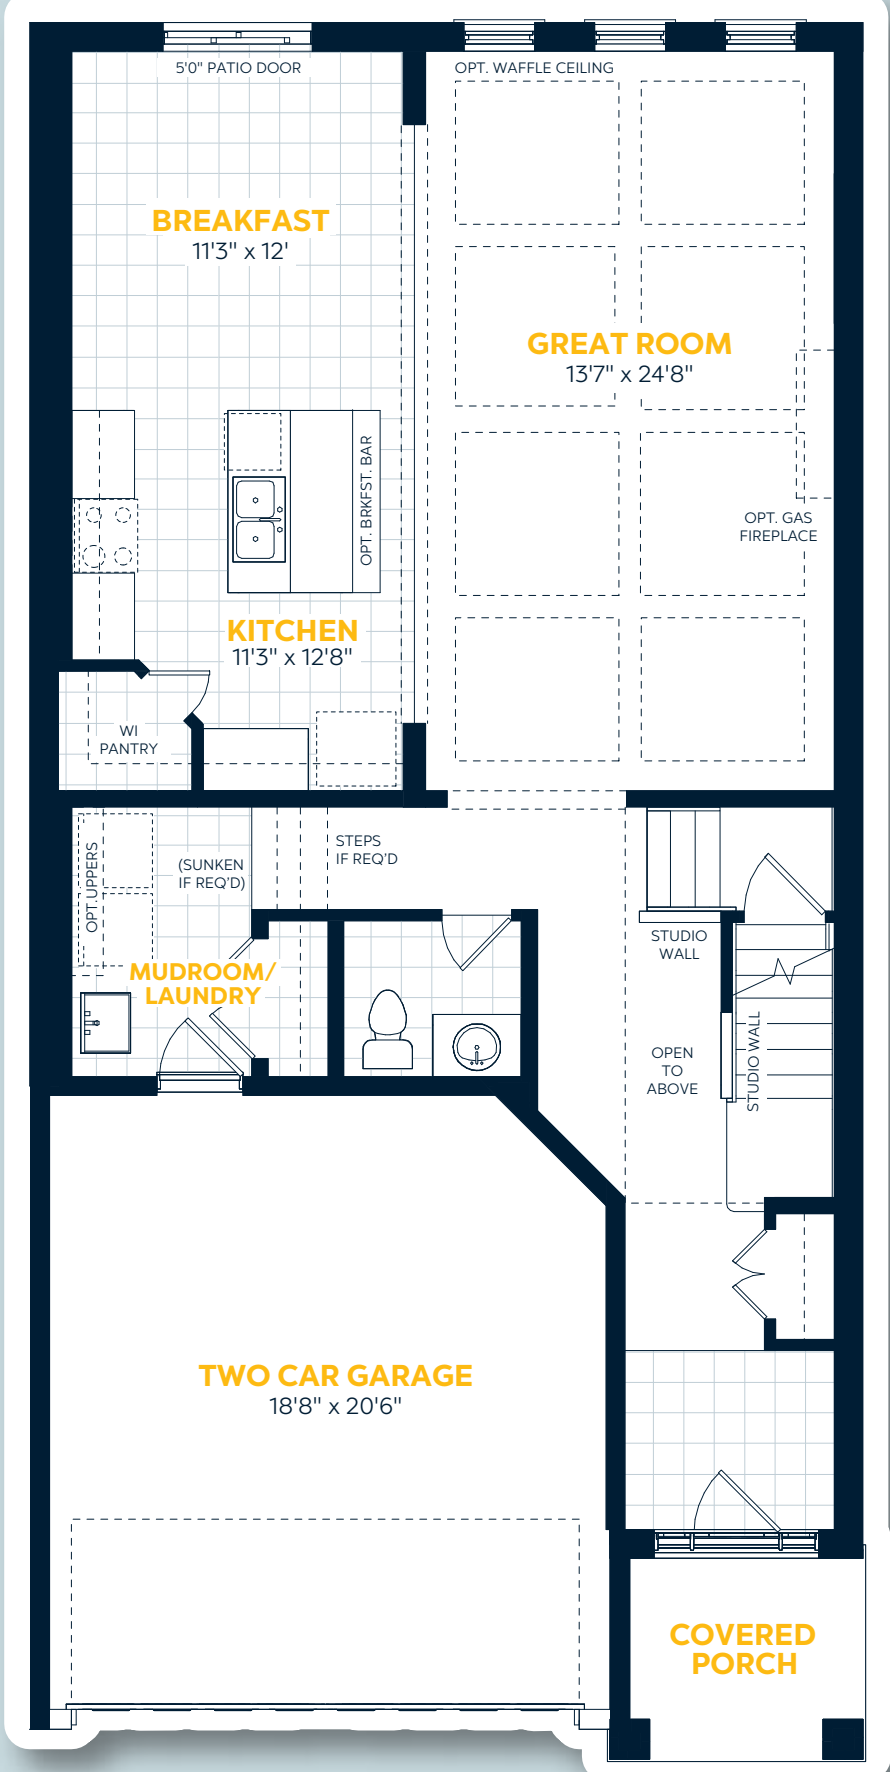 5'0" PATIO DOOR
OPT. WAFFLE CEILING
BREAKFAST
11'3" x 12'
GREAT ROOM
13'7" x 24'8"
OPT. BRKFST. BAR
OPT. GAS
FIREPLACE
KITCHEN
11'3" x 12'8"
WI
PANTRY
OPT.UPPERS
(SUNKEN
IF REQ'D)
STEPS
IF REQ'D
STUDIO
WALL
MUDROOM/
LAUNDRY
OPEN
TO
ABOVE
STUDIO WALL
TWO CAR GARAGE
18'8" x 20'6"
COVERED
PORCH